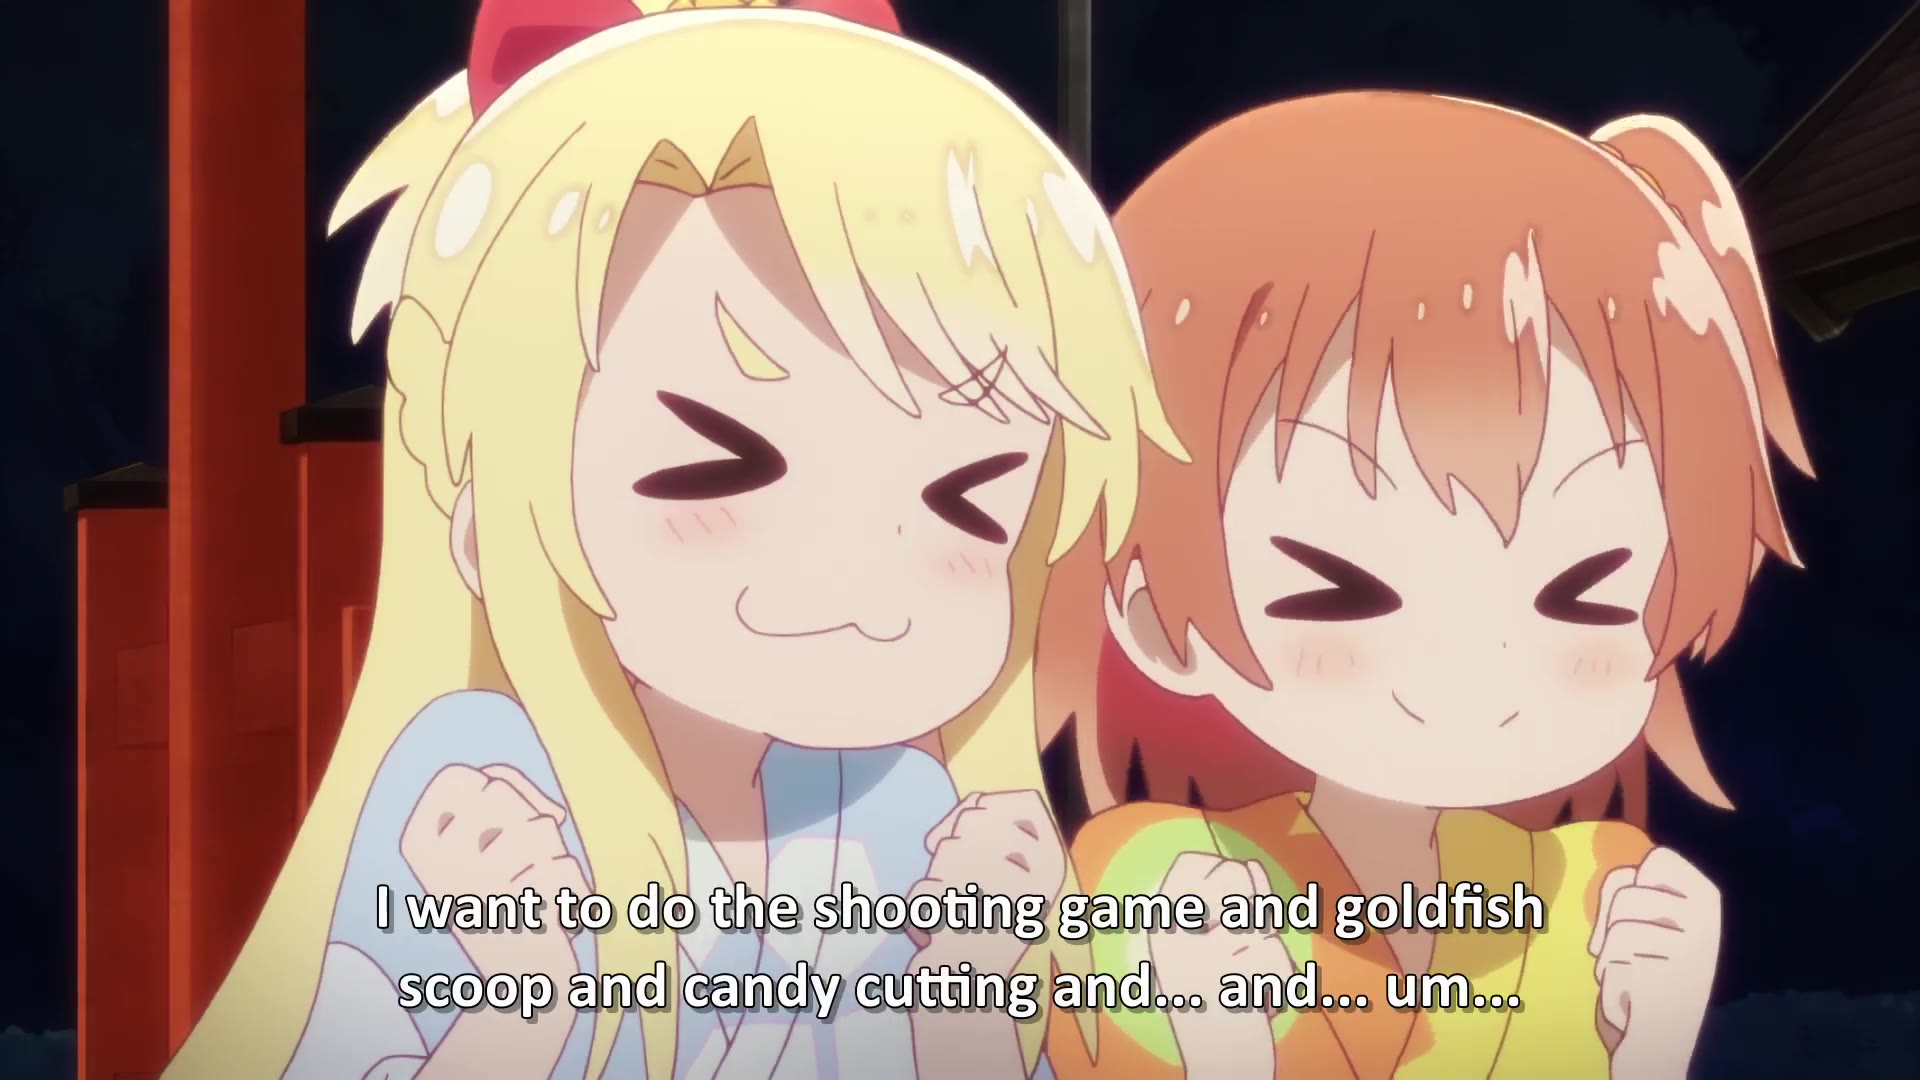 I want to do the shooting game and goldfish
scoop and candy cutting and... and... um...